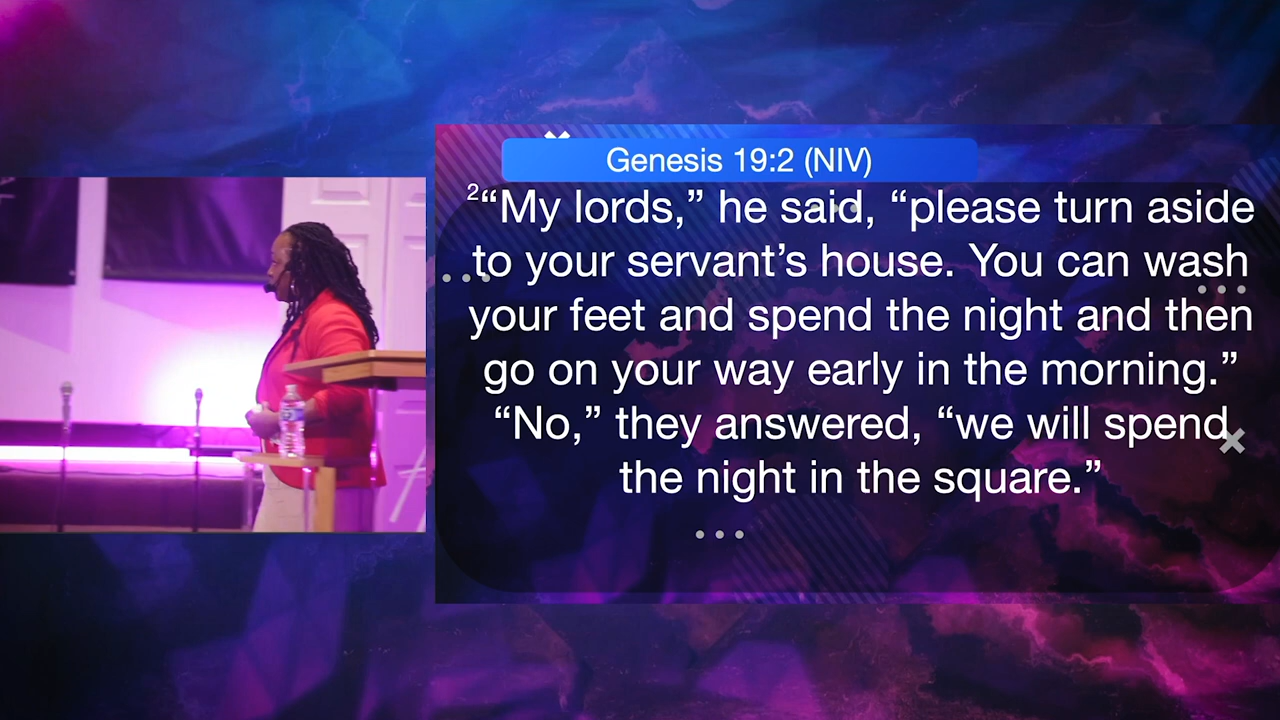 Genesis 19:2 (NIV)
²“My lords,” he said, “please turn aside
to your servant’s house. You can wash
your feet and spend the night and then
go on your way early in the morning.”
“No,” they answered, “we will spend
the night in the square.”